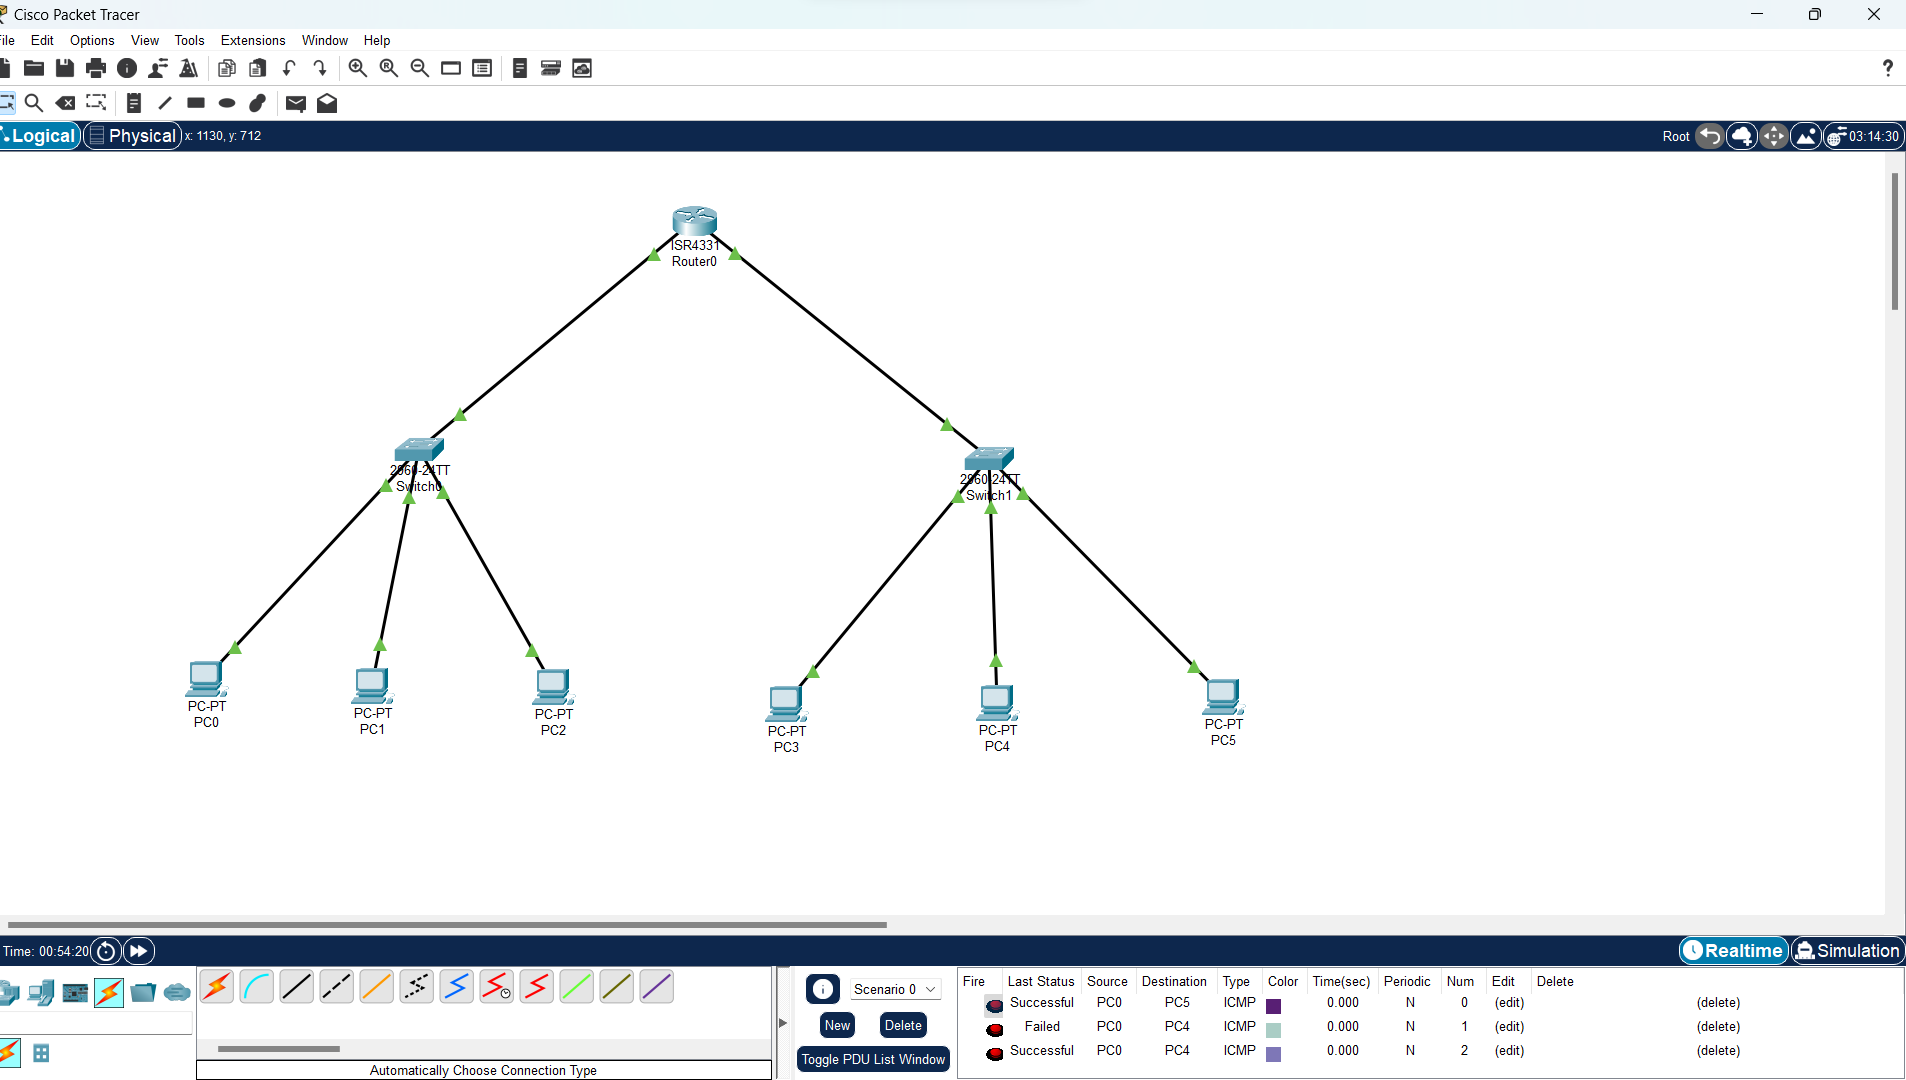 Cisco Packet Tracer
File Edit Options View Tools Extensions Window Help
?
Logical Physical x: 1130, y: 712 Root 03:14:30
ISR4331
Router0
2960-24TT
Switch0
2960-24TT
Switch1
PC-PT
PC0
PC-PT
PC1
PC-PT
PC2
PC-PT
PC3
PC-PT
PC4
PC-PT
PC5
Time: 00:54:20 Realtime Simulation
Scenario 0
New Delete
Toggle PDU List Window
Automatically Choose Connection Type
Fire Last Status Source Destination Type Color Time(sec) Periodic Num Edit Delete
Successful PC0 PC5 ICMP 0.000 N 0 (edit) (delete)
Failed PC0 PC4 ICMP 0.000 N 1 (edit) (delete)
Successful PC0 PC4 ICMP 0.000 N 2 (edit) (delete)